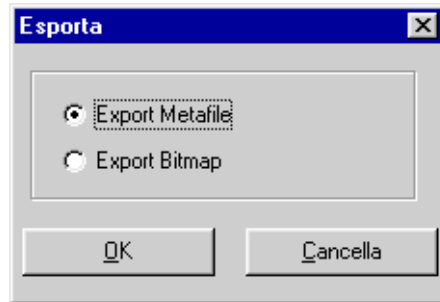 Esporta
Export Metafile
Export Bitmap
OK
Cancella